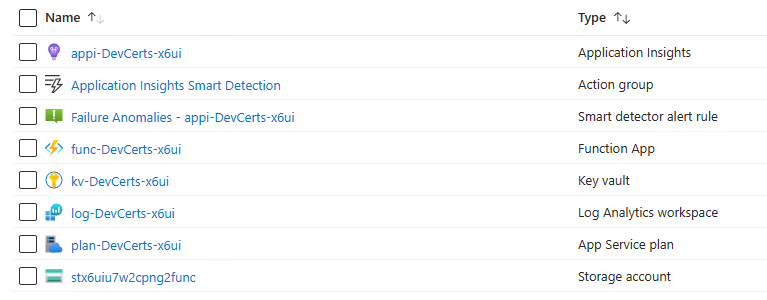 Name Type
appi-DevCerts-x6ui Application Insights
Application Insights Smart Detection Action group
Failure Anomalies - appi-DevCerts-x6ui Smart detector alert rule
func-DevCerts-x6ui Function App
kv-DevCerts-x6ui Key vault
log-DevCerts-x6ui Log Analytics workspace
plan-DevCerts-x6ui App Service plan
stx6uiu7w2cpng2func Storage account